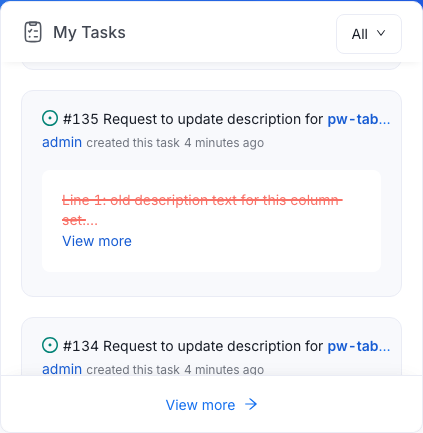 My Tasks
All
#135 Request to update description for pw-tab...
admin created this task 4 minutes ago
Line 1: old description text for this column
set....
View more
#134 Request to update description for pw-tab...
admin created this task 4 minutes ago
View more